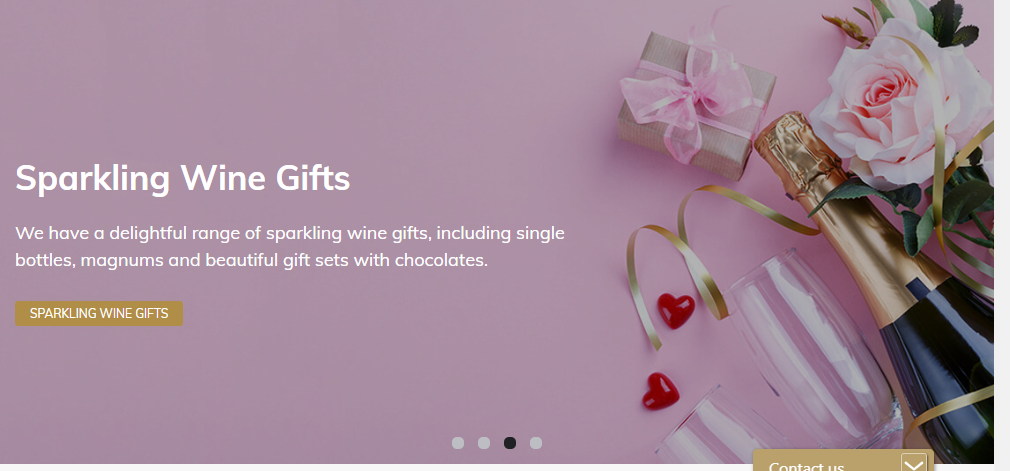 Sparkling Wine Gifts
We have a delightful range of sparkling wine gifts, including single
bottles, magnums and beautiful gift sets with chocolates.
SPARKLING WINE GIFTS
Contact us